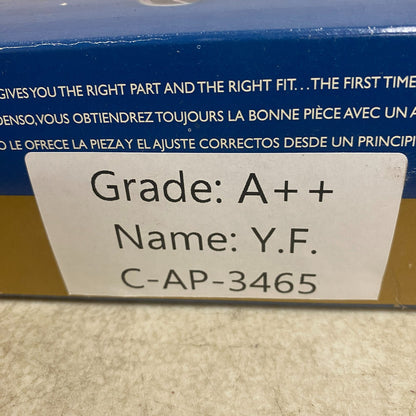 GIVES YOU THE RIGHT PART AND THE RIGHT FIT...THE FIRST TIME
DENSO, VOUS OBTIENDREZ TOUJOURS LA BONNE PIÈCE AVEC UN A
O LE OFRECE LA PIEZA Y EL AJUSTE CORRECTOS DESDE UN PRINCIPI
Grade: A++
Name: Y.F.
C-AP-3465